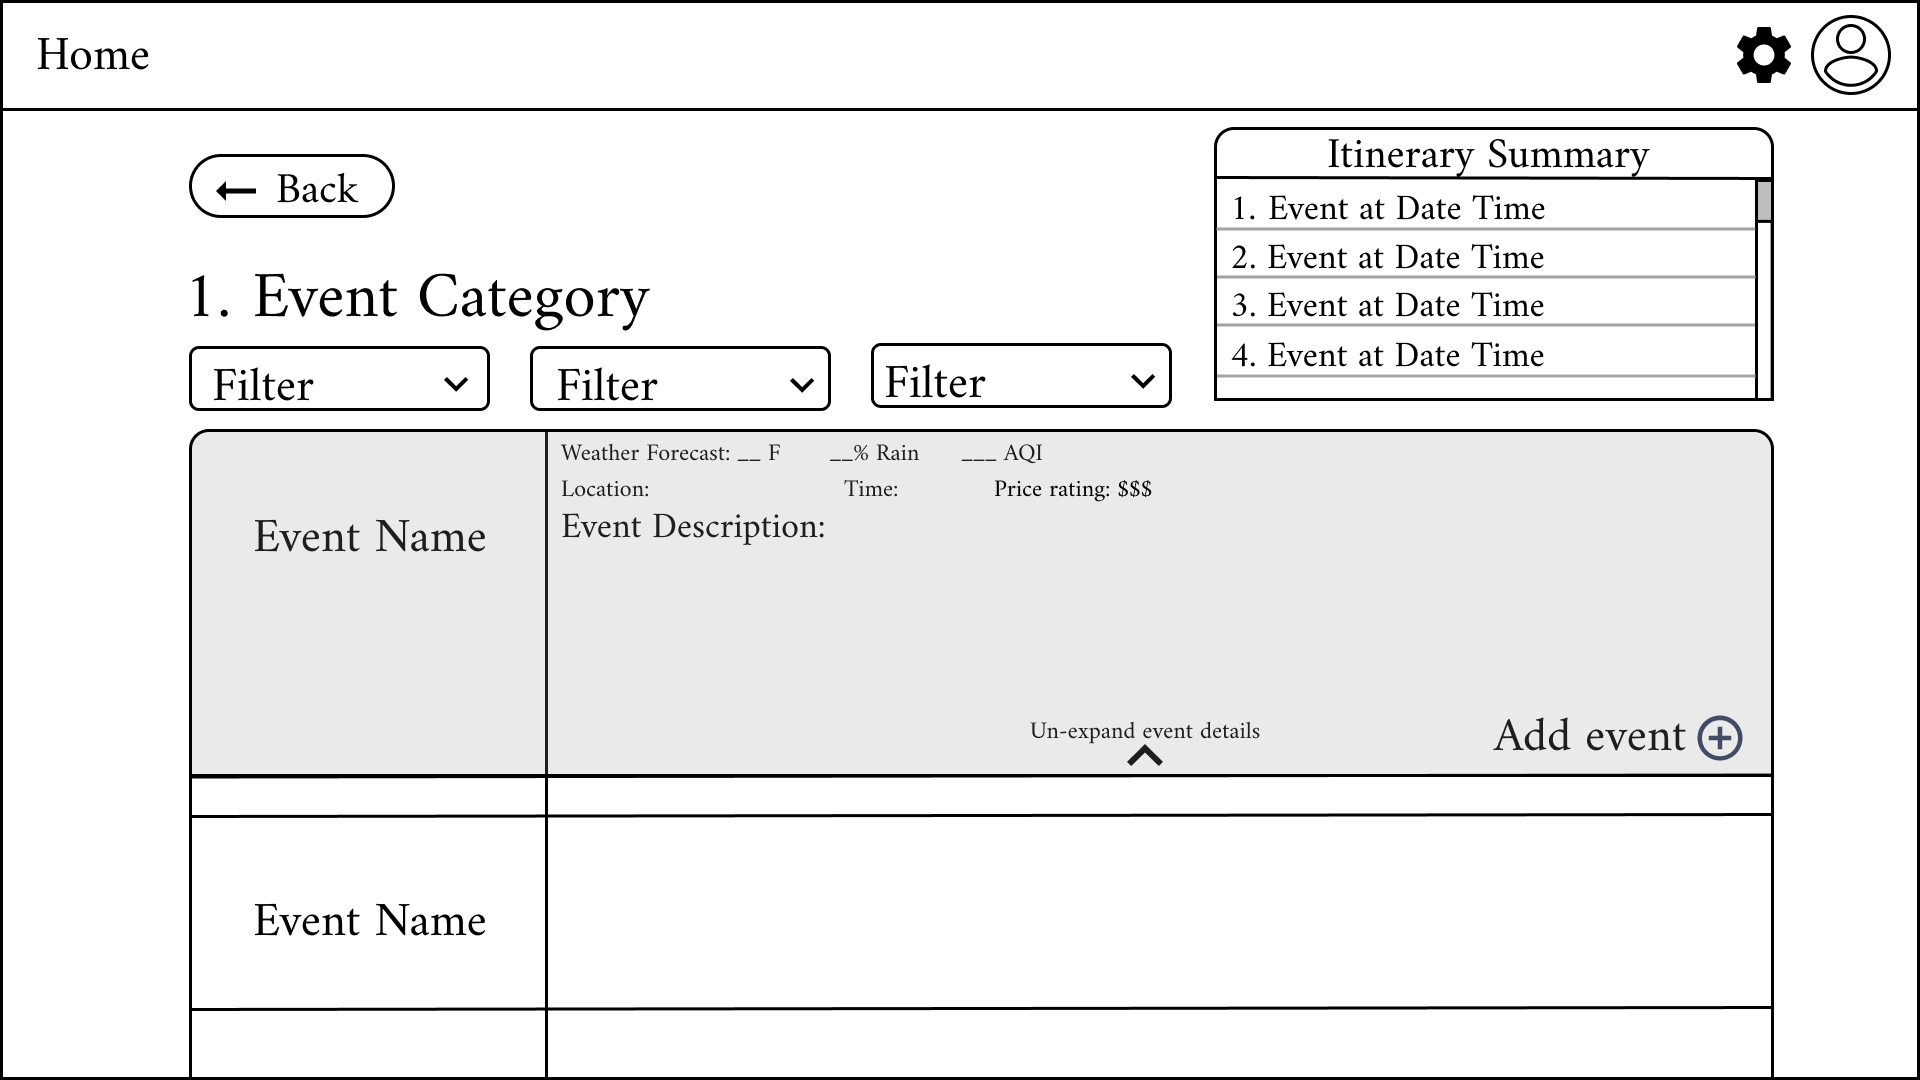 Home
Back
Itinerary Summary
1. Event at Date Time
2. Event at Date Time
3. Event at Date Time
4. Event at Date Time
1. Event Category
Filter
Filter
Filter
Event Name
Weather Forecast: __ F __% Rain ___ AQI
Location: Time: Price rating: $$$
Event Description:
Un-expand event details
Add event
Event Name